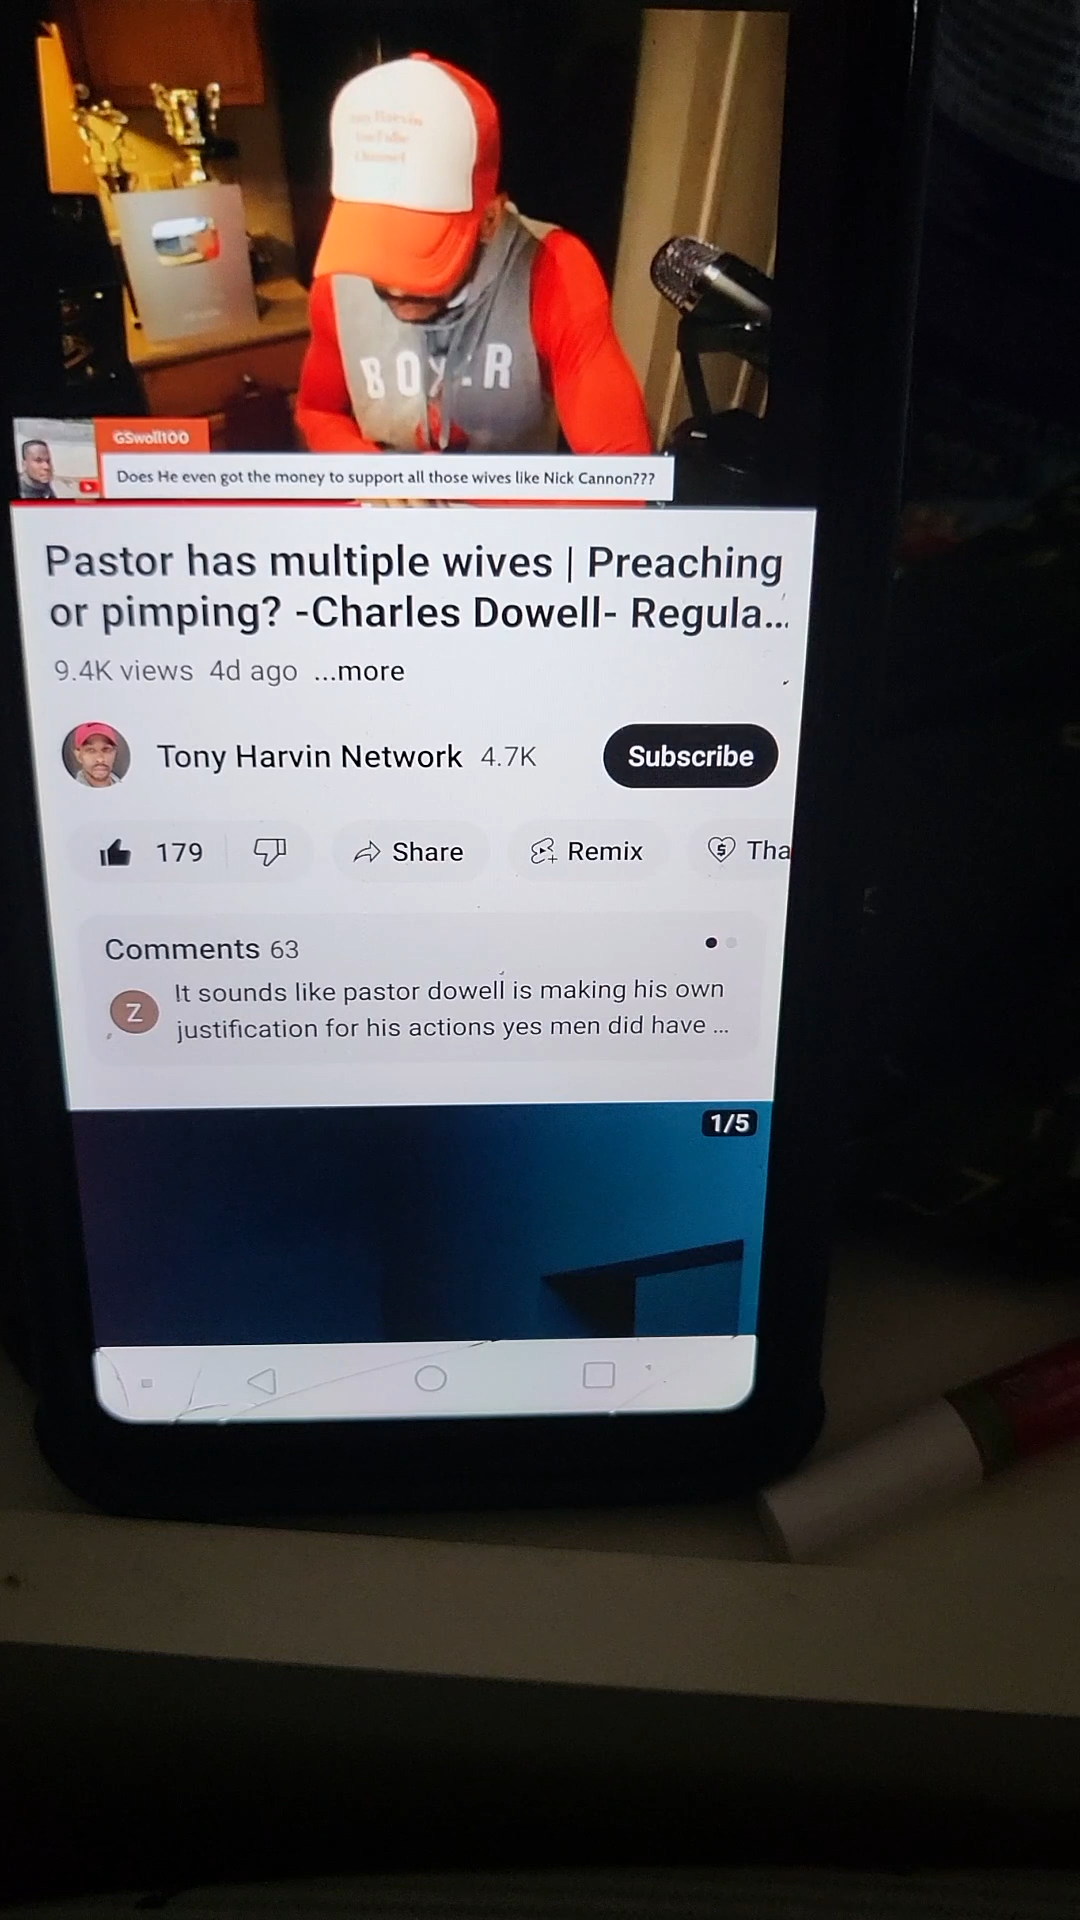 BOX
R
GSwoll100
Does He even got the money to support all those wives like Nick Cannon???
Pastor has multiple wives | Preaching
or pimping? -Charles Dowell- Regula...
9.4K views 4d ago ...more
Tony Harvin Network 4.7K
Subscribe
179
Share
Remix
Tha
Comments 63
Z
It sounds like pastor dowell is making his own
justification for his actions yes men did have ...
1/5